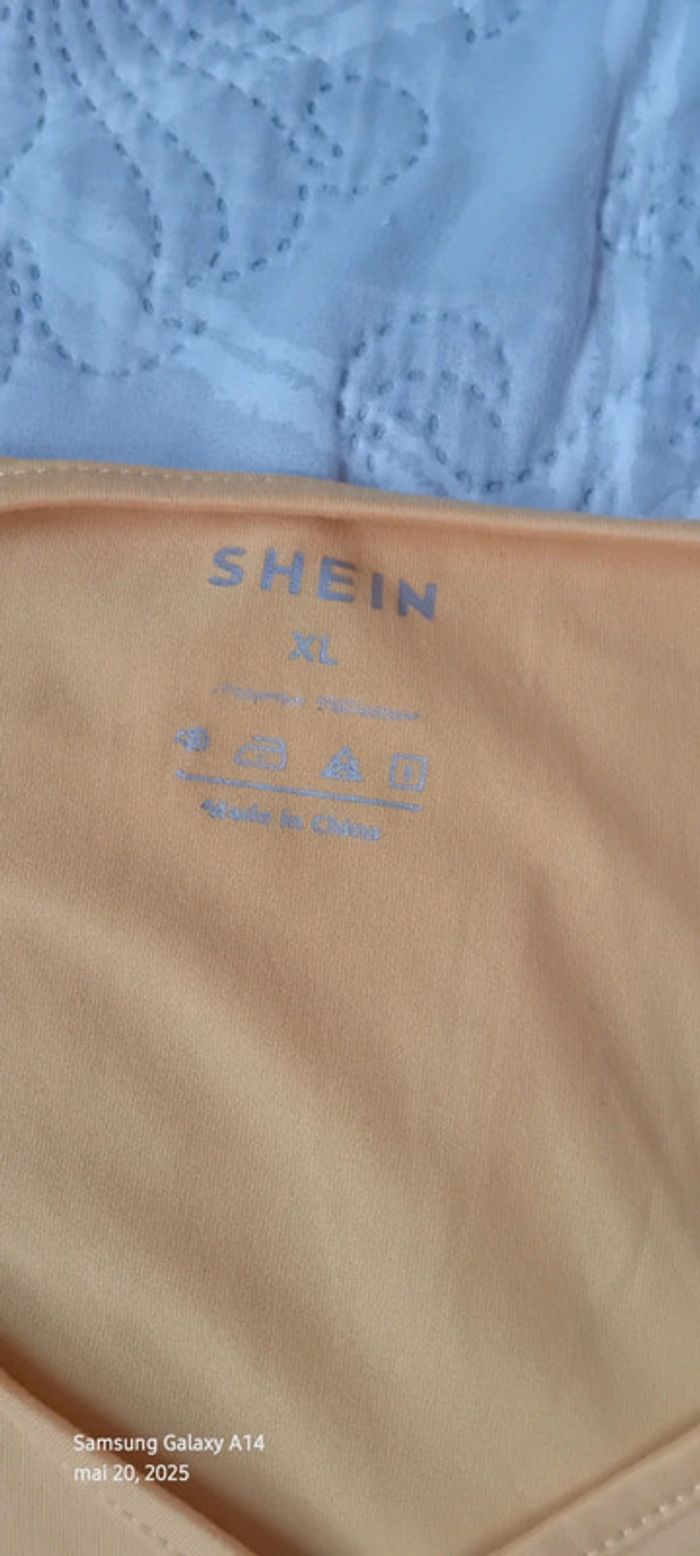 SHEIN
XL
Made in China
Samsung Galaxy A14
mai 20, 2025